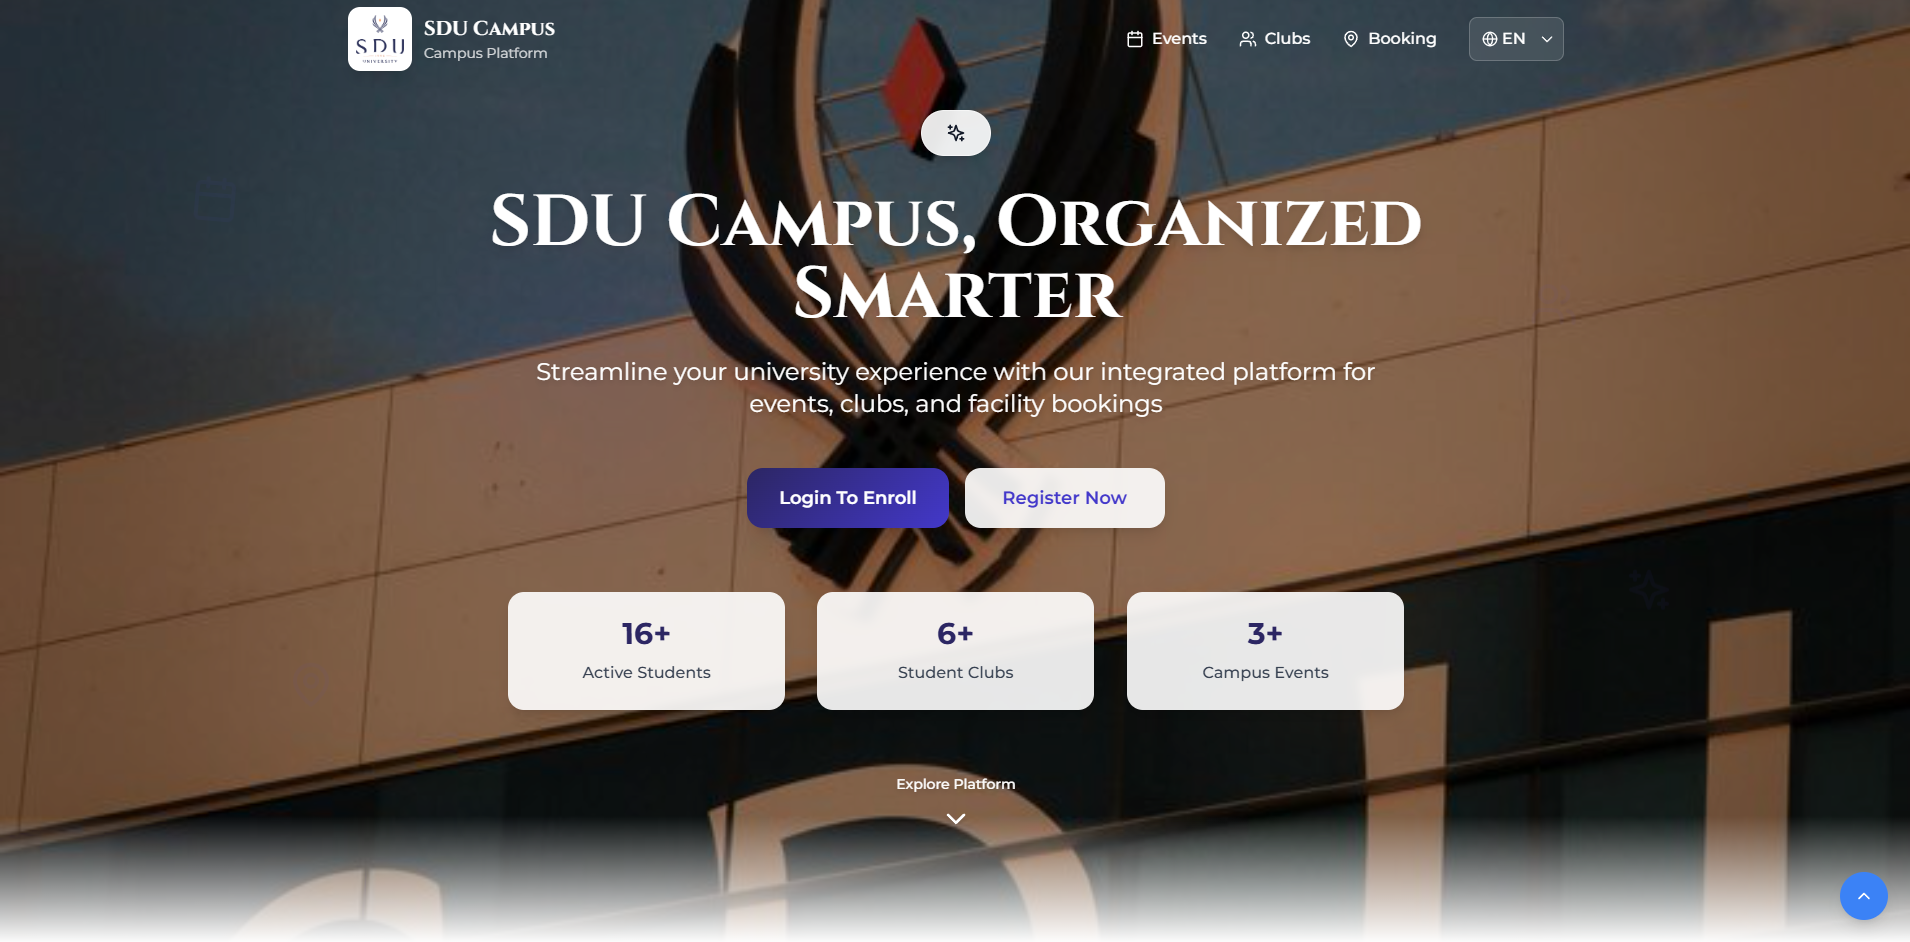 SDU
UNIVERSITY
SDU Campus
Campus Platform
Events
Clubs
Booking
EN
SDU Campus, Organized
Smarter
Streamline your university experience with our integrated platform for
events, clubs, and facility bookings
Login To Enroll
Register Now
16+
Active Students
6+
Student Clubs
3+
Campus Events
Explore Platform